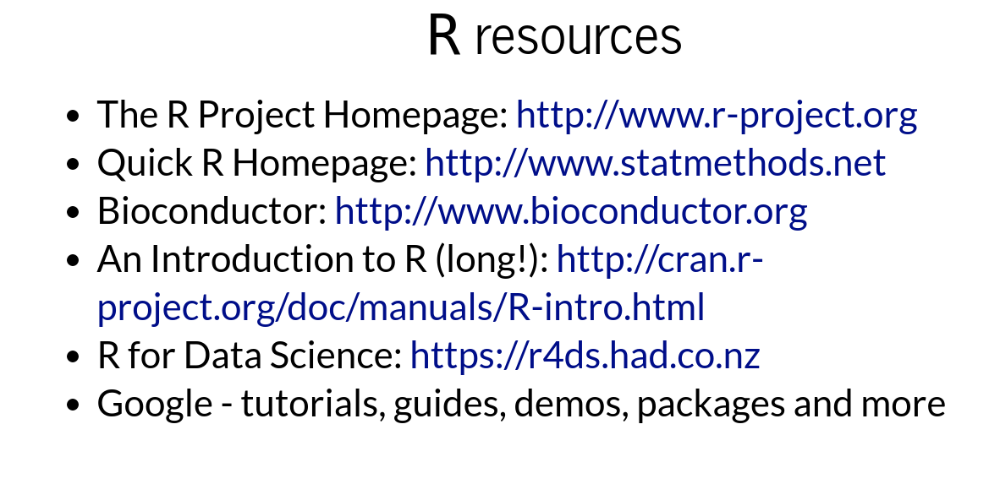 R resources
• The R Project Homepage: http://www.r-project.org
• Quick R Homepage: http://www.statmethods.net
• Bioconductor: http://www.bioconductor.org
• An Introduction to R (long!): http://cran.r-
project.org/doc/manuals/R-intro.html
• R for Data Science: https://r4ds.had.co.nz
• Google - tutorials, guides, demos, packages and more